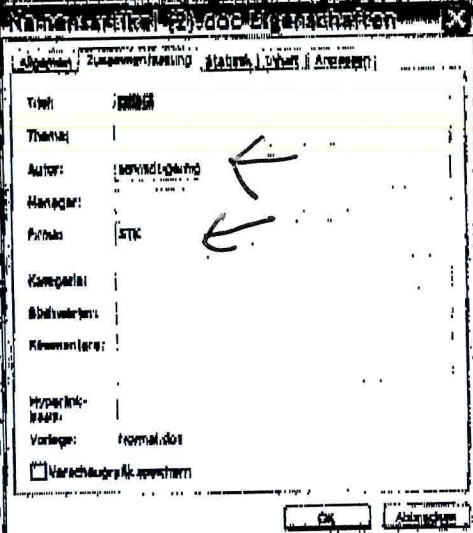 (2).doc Eigenschaften
Allgemein Zusammenfassung Statistik Inhalt Anpassen
Titel:
Thema:
Autor:
Manager:
Firma: STK
Kategorie:
Stichwörter:
Kommentare:
Hyperlink-
basis:
Vorlage: Normal.dot
Vorschaugrafik speichern
OK Abbrechen